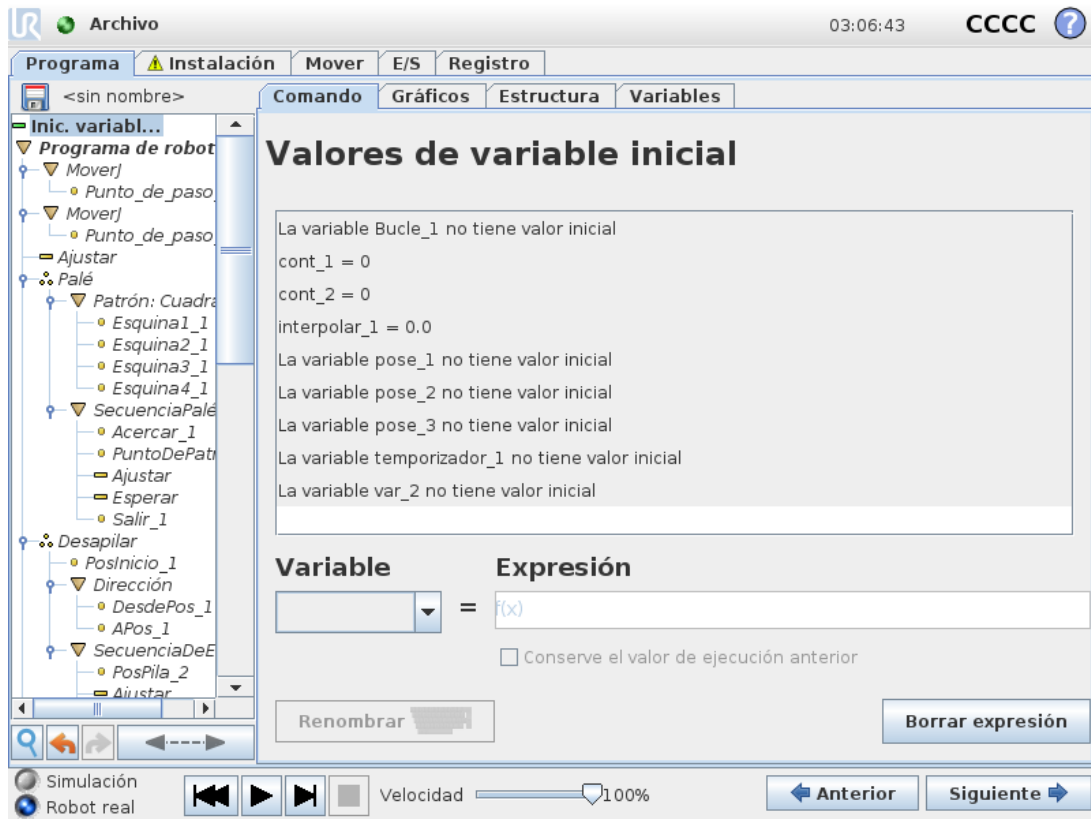 UR Archivo 03:06:43 CCCC ?
Programa Instalación Mover E/S Registro
<sin nombre> Comando Gráficos Estructura Variables
Inic. variabl...
Programa de robot
MoverJ
Punto_de_paso_
MoverJ
Punto_de_paso_
Ajustar
Palé
Patrón: Cuadra
Esquina1_1
Esquina2_1
Esquina3_1
Esquina4_1
SecuenciaPalé
Acercar_1
PuntoDePatr
Ajustar
Esperar
Salir_1
Desapilar
PosInicio_1
Dirección
DesdePos_1
APos_1
SecuenciaDeE
PosPila_2
Ajustar
Valores de variable inicial
La variable Bucle_1 no tiene valor inicial
cont_1 = 0
cont_2 = 0
interpolar_1 = 0.0
La variable pose_1 no tiene valor inicial
La variable pose_2 no tiene valor inicial
La variable pose_3 no tiene valor inicial
La variable temporizador_1 no tiene valor inicial
La variable var_2 no tiene valor inicial
Variable Expresión
= f(x)
Conserve el valor de ejecución anterior
Renombrar Borrar expresión
Simulación
Robot real
Velocidad 100% Anterior Siguiente